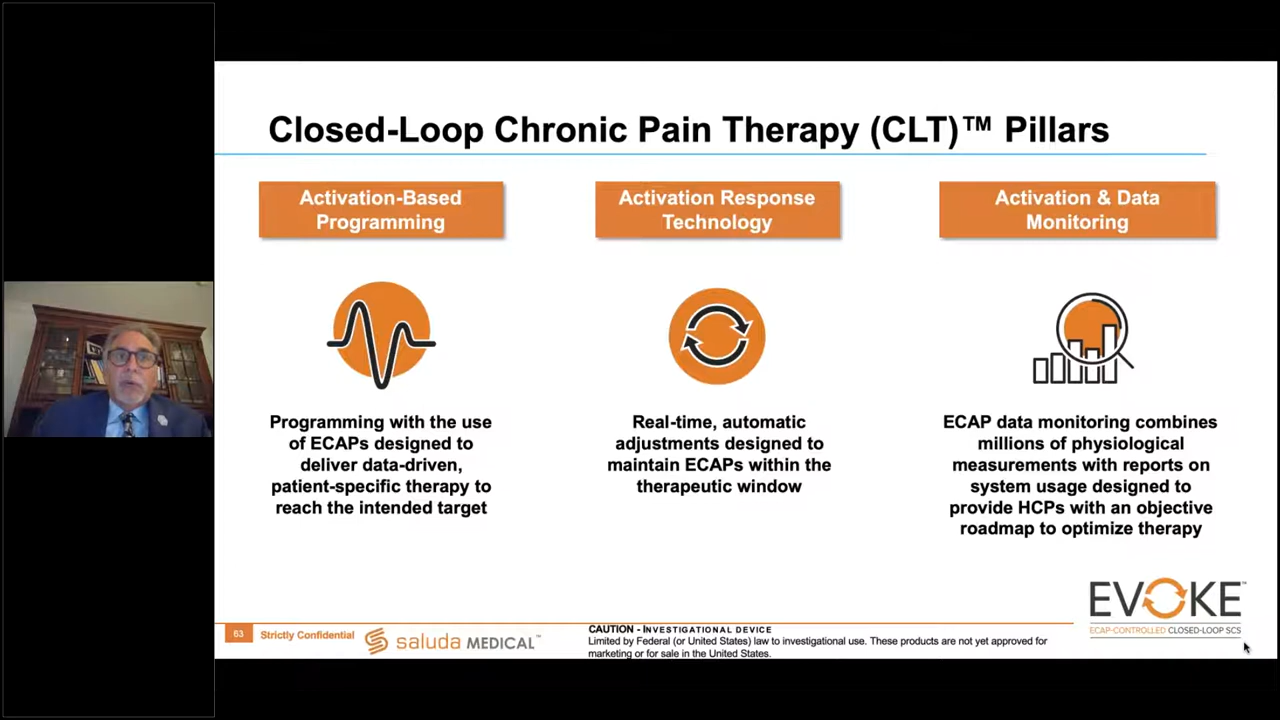 Closed-Loop Chronic Pain Therapy (CLT)™ Pillars
Activation-Based
Programming
Programming with the use
of ECAPs designed to
deliver data-driven,
patient-specific therapy to
reach the intended target
Activation Response
Technology
Real-time, automatic
adjustments designed to
maintain ECAPs within the
therapeutic window
Activation & Data
Monitoring
ECAP data monitoring combines
millions of physiological
measurements with reports on
system usage designed to
provide HCPs with an objective
roadmap to optimize therapy
EVOKE™
ECAP-CONTROLLED CLOSED-LOOP SCS
63
Strictly Confidential
saluda MEDICAL™
CAUTION - INVESTIGATIONAL DEVICE
Limited by Federal (or United States) law to investigational use. These products are not yet approved for
marketing or for sale in the United States.